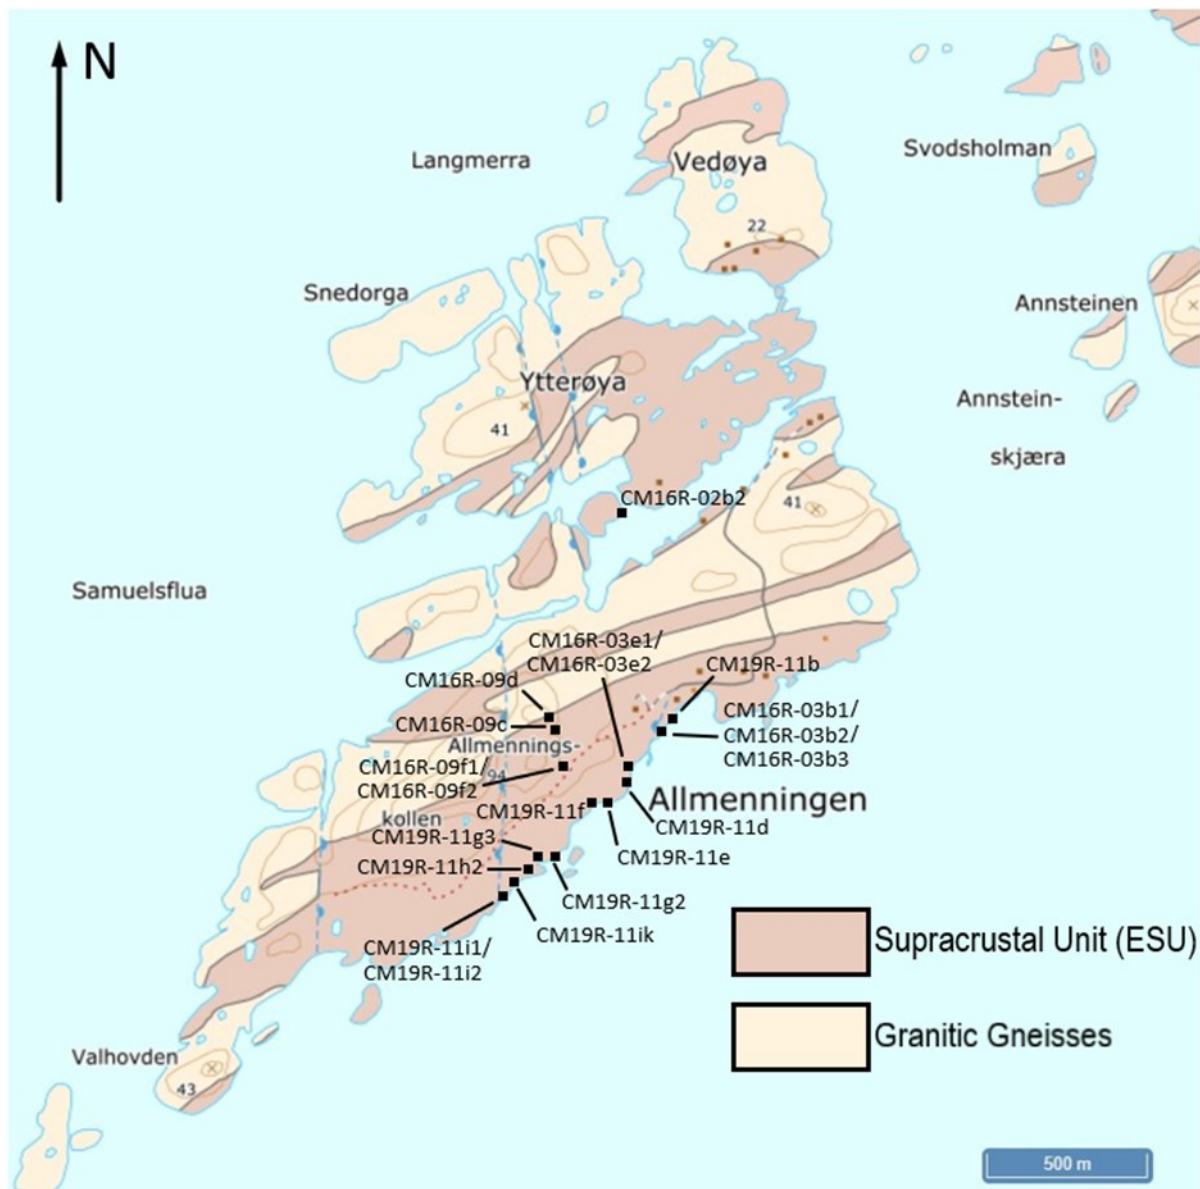 N
Langmerra
Vedøya
Svodsholman
22
Snedorga
Annsteinen
Ytterøya
Annstein-
skjæra
41
CM16R-02b2
41
Samuelsflua
CM16R-03e1/
CM16R-03e2
CM19R-11b
CM16R-09d
CM16R-03b1/
CM16R-03b2/
CM16R-03b3
CM16R-09c
Allmennings-
kollen
CM16R-09f1/
CM16R-09f2
94
Allmenningen
CM19R-11f
CM19R-11d
CM19R-11g3
CM19R-11e
CM19R-11h2
CM19R-11g2
CM19R-11ik
CM19R-11i1/
CM19R-11i2
Supracrustal Unit (ESU)
Granitic Gneisses
Valhovden
43
500 m